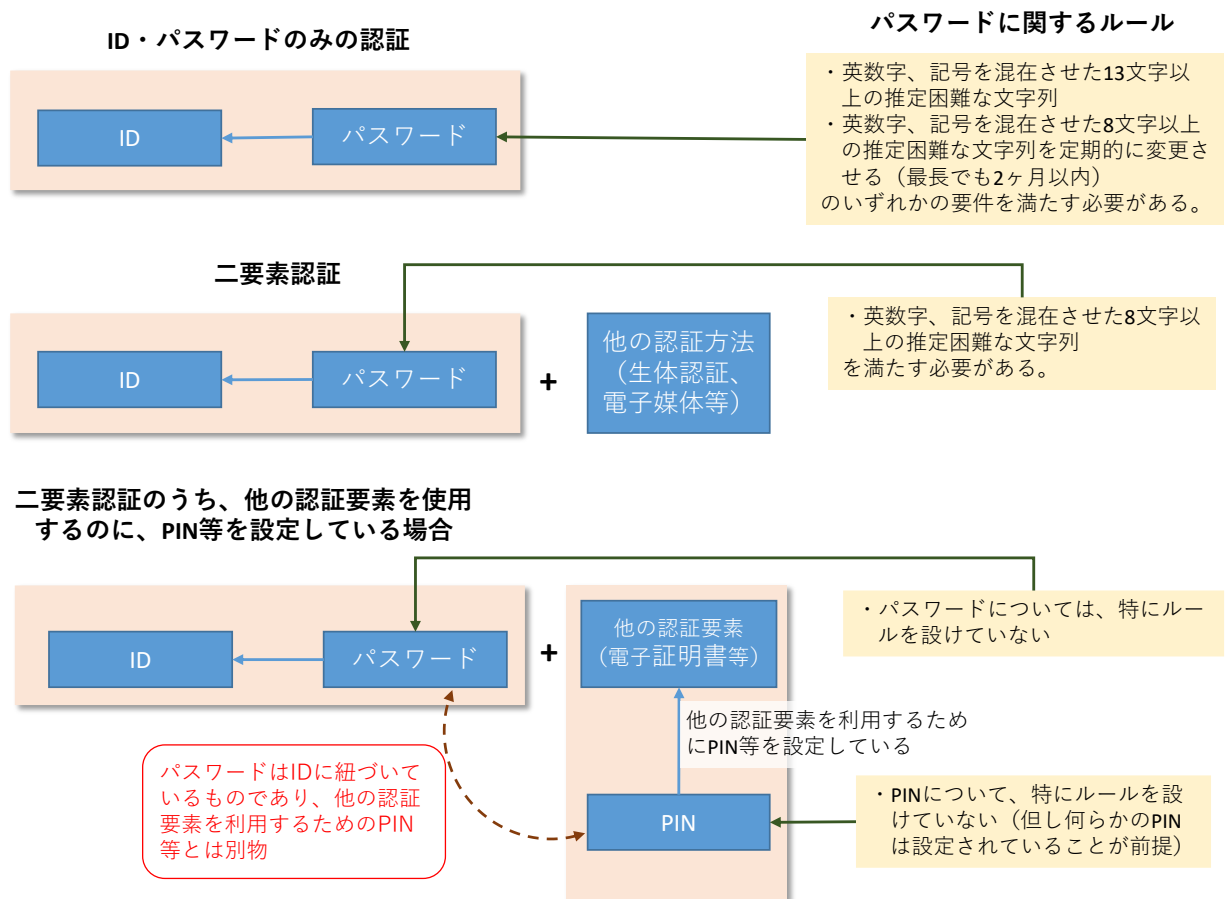 ID・パスワードのみの認証
パスワードに関するルール
ID
パスワード
・英数字、記号を混在させた13文字以
上の推定困難な文字列
・英数字、記号を混在させた8文字以上
の推定困難な文字列を定期的に変更さ
せる（最長でも2ヶ月以内）
のいずれかの要件を満たす必要がある。
二要素認証
ID
パスワード
+
他の認証方法
（生体認証、
電子媒体等）
・英数字、記号を混在させた8文字以
上の推定困難な文字列
を満たす必要がある。
二要素認証のうち、他の認証要素を使用
するのに、PIN等を設定している場合
ID
パスワード
+
他の認証要素
（電子証明書等）
・パスワードについては、特にルー
ルを設けていない
他の認証要素を利用するため
にPIN等を設定している
パスワードはIDに紐づいて
いるものであり、他の認証
要素を利用するためのPIN
等とは別物
PIN
・PINについて、特にルールを設
けていない（但し何らかのPIN
は設定されていることが前提）